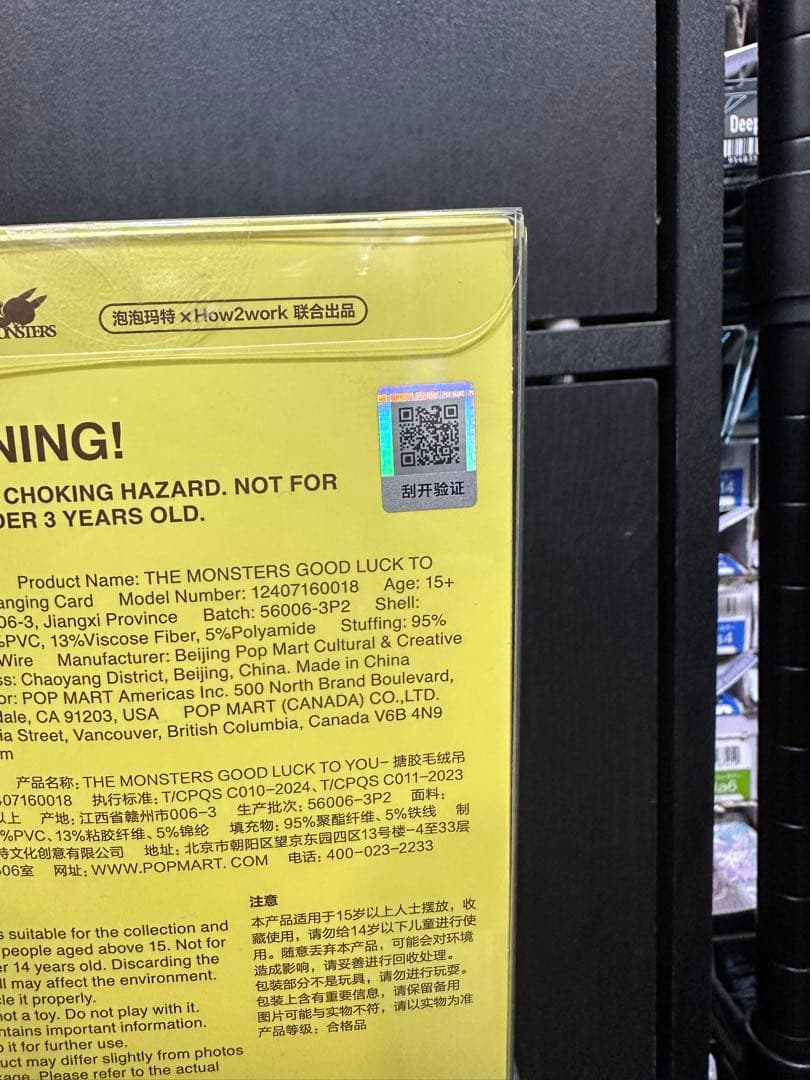 MONSTERS
泡泡玛特 ×How2work 联合出品
POP MART
刮开验证
NING!
CHOKING HAZARD. NOT FOR
DER 3 YEARS OLD.
Product Name: THE MONSTERS GOOD LUCK TO
anging Card Model Number: 12407160018 Age: 15+
06-3, Jiangxi Province Batch: 56006-3P2 Shell:
%PVC, 13%Viscose Fiber, 5%Polyamide Stuffing: 95%
Wire Manufacturer: Beijing Pop Mart Cultural & Creative
ss: Chaoyang District, Beijing, China. Made in China
or: POP MART Americas Inc. 500 North Brand Boulevard,
dale, CA 91203, USA POP MART (CANADA) CO.,LTD.
ia Street, Vancouver, British Columbia, Canada V6B 4N9
m
产品名称: THE MONSTERS GOOD LUCK TO YOU- 搪胶毛绒吊
407160018 执行标准: T/CPQS C010-2024、T/CPQS C011-2023
以上 产地: 江西省赣州市006-3 生产批次: 56006-3P2 面料:
%PVC、13%粘胶纤维、5%锦纶 填充物: 95%聚酯纤维、5%铁线 制
特文化创意有限公司 地址: 北京市朝阳区望京东园四区13号楼-4至33层
606室 网址: WWW.POPMART.COM 电话: 400-023-2233
s suitable for the collection and
people aged above 15. Not for
er 14 years old. Discarding the
ll may affect the environment.
cle it properly.
not a toy. Do not play with it.
ntains important information.
p it for further use.
uct may differ slightly from photos
kage. Please refer to the actual
注意
本产品适用于15岁以上人士摆放，收
藏使用，请勿给14岁以下儿童进行使
用。随意丢弃本产品，可能会对环境
造成影响，请妥善进行回收处理。
包装部分不是玩具，请勿进行玩耍。
包装上含有重要信息，请保留备用
图片可能与实物不符，请以实物为准
产品等级：合格品
Deep